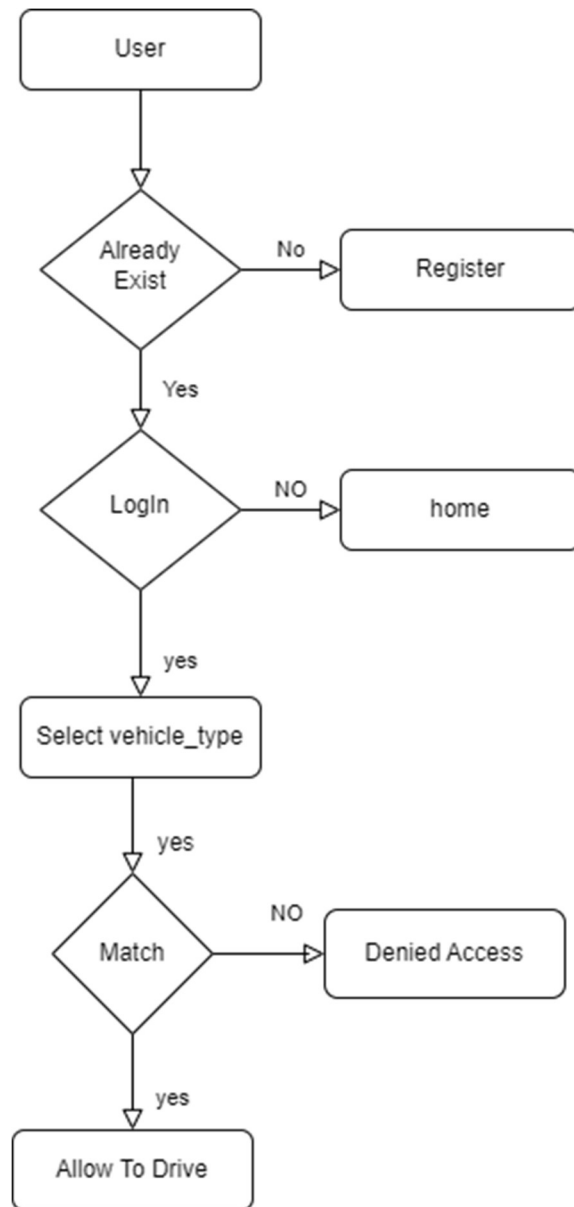 User
Already
Exist
No
Register
Yes
LogIn
NO
home
yes
Select vehicle_type
yes
Match
NO
Denied Access
yes
Allow To Drive